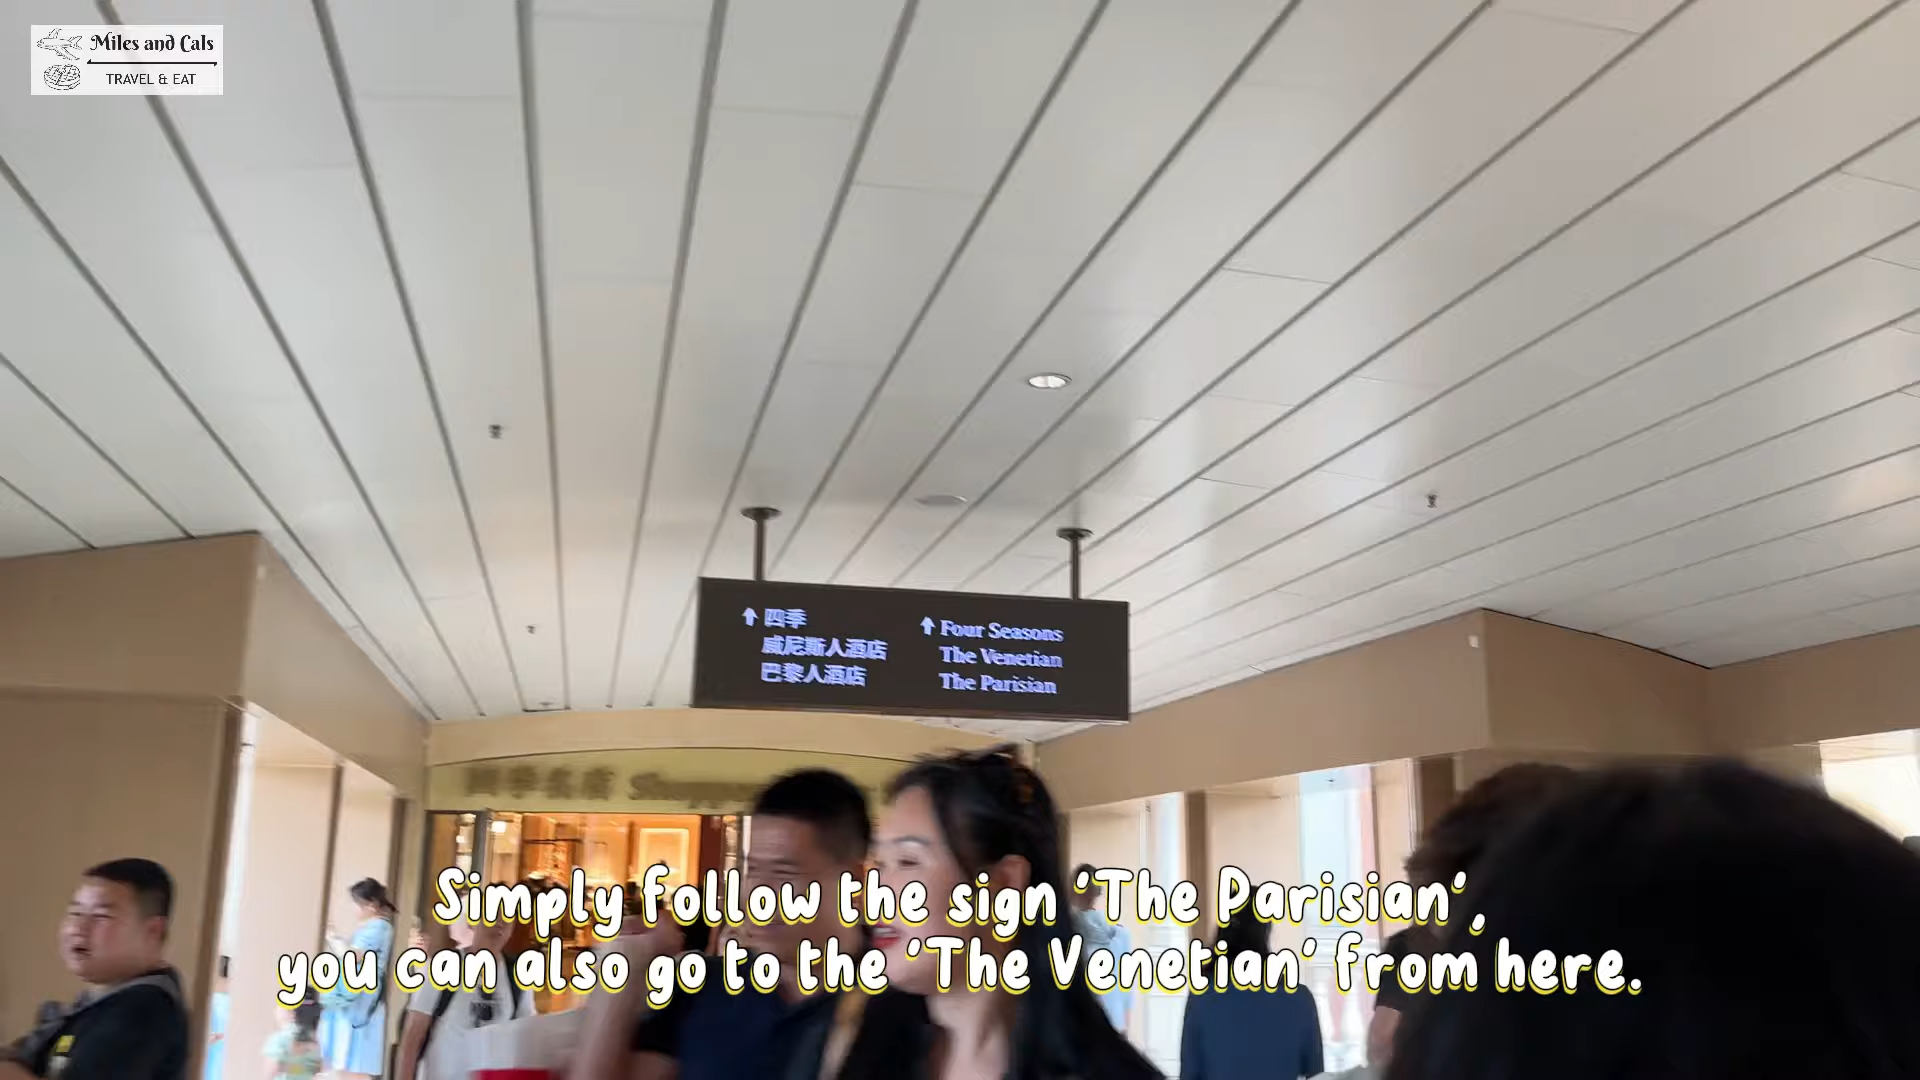 Miles and Cals
TRAVEL & EAT
↑ 四季
威尼斯人酒店
巴黎人酒店
↑ Four Seasons
The Venetian
The Parisian
Simply follow the sign 'The Parisian',
you can also go to the 'The Venetian' from here.